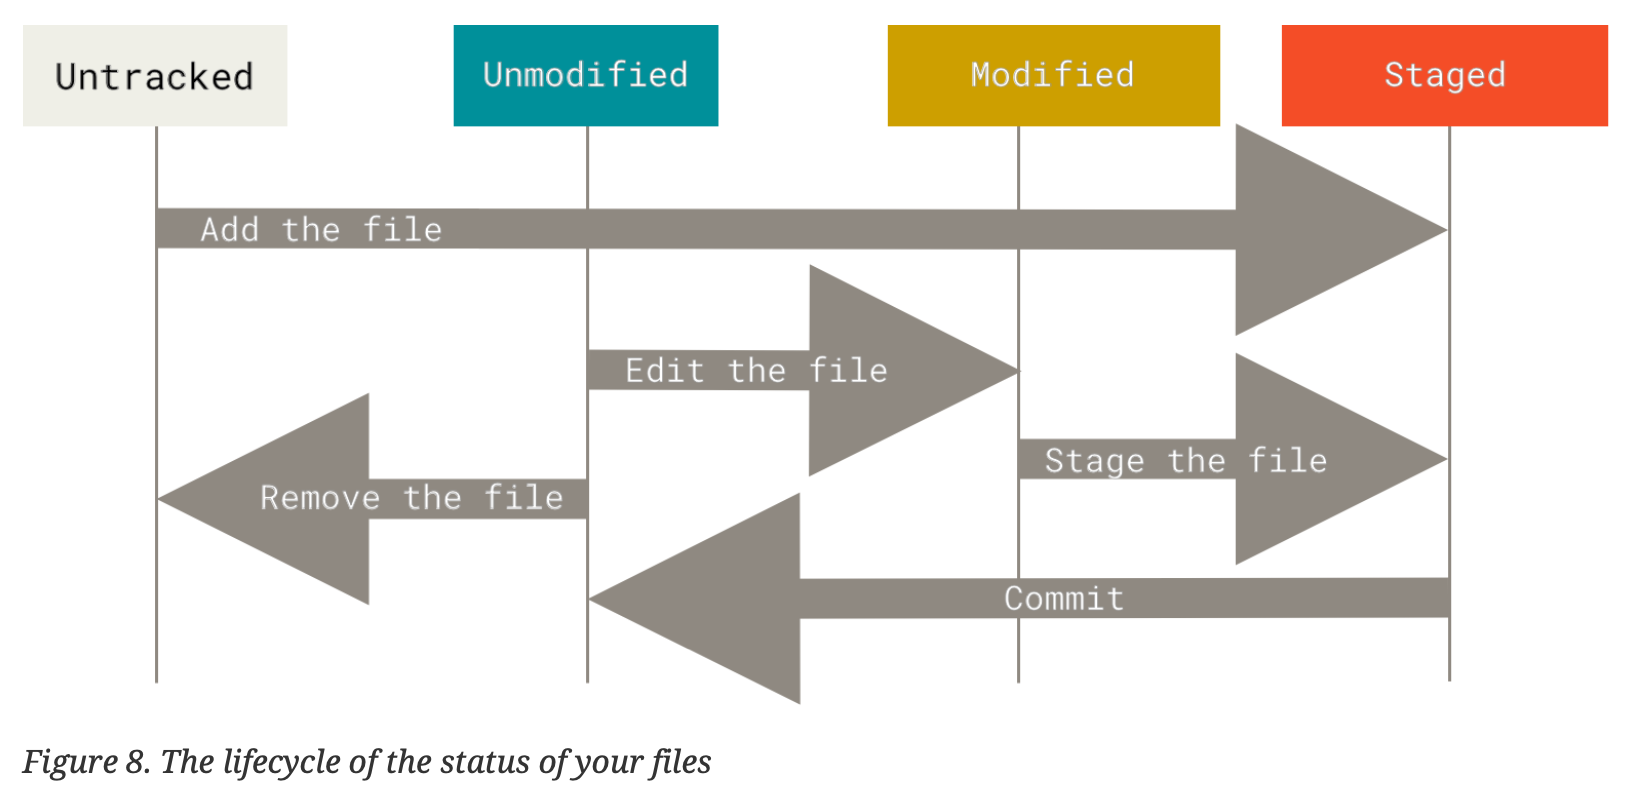 Untracked
Unmodified
Modified
Staged
Add the file
Edit the file
Stage the file
Remove the file
Commit
Figure 8. The lifecycle of the status of your files